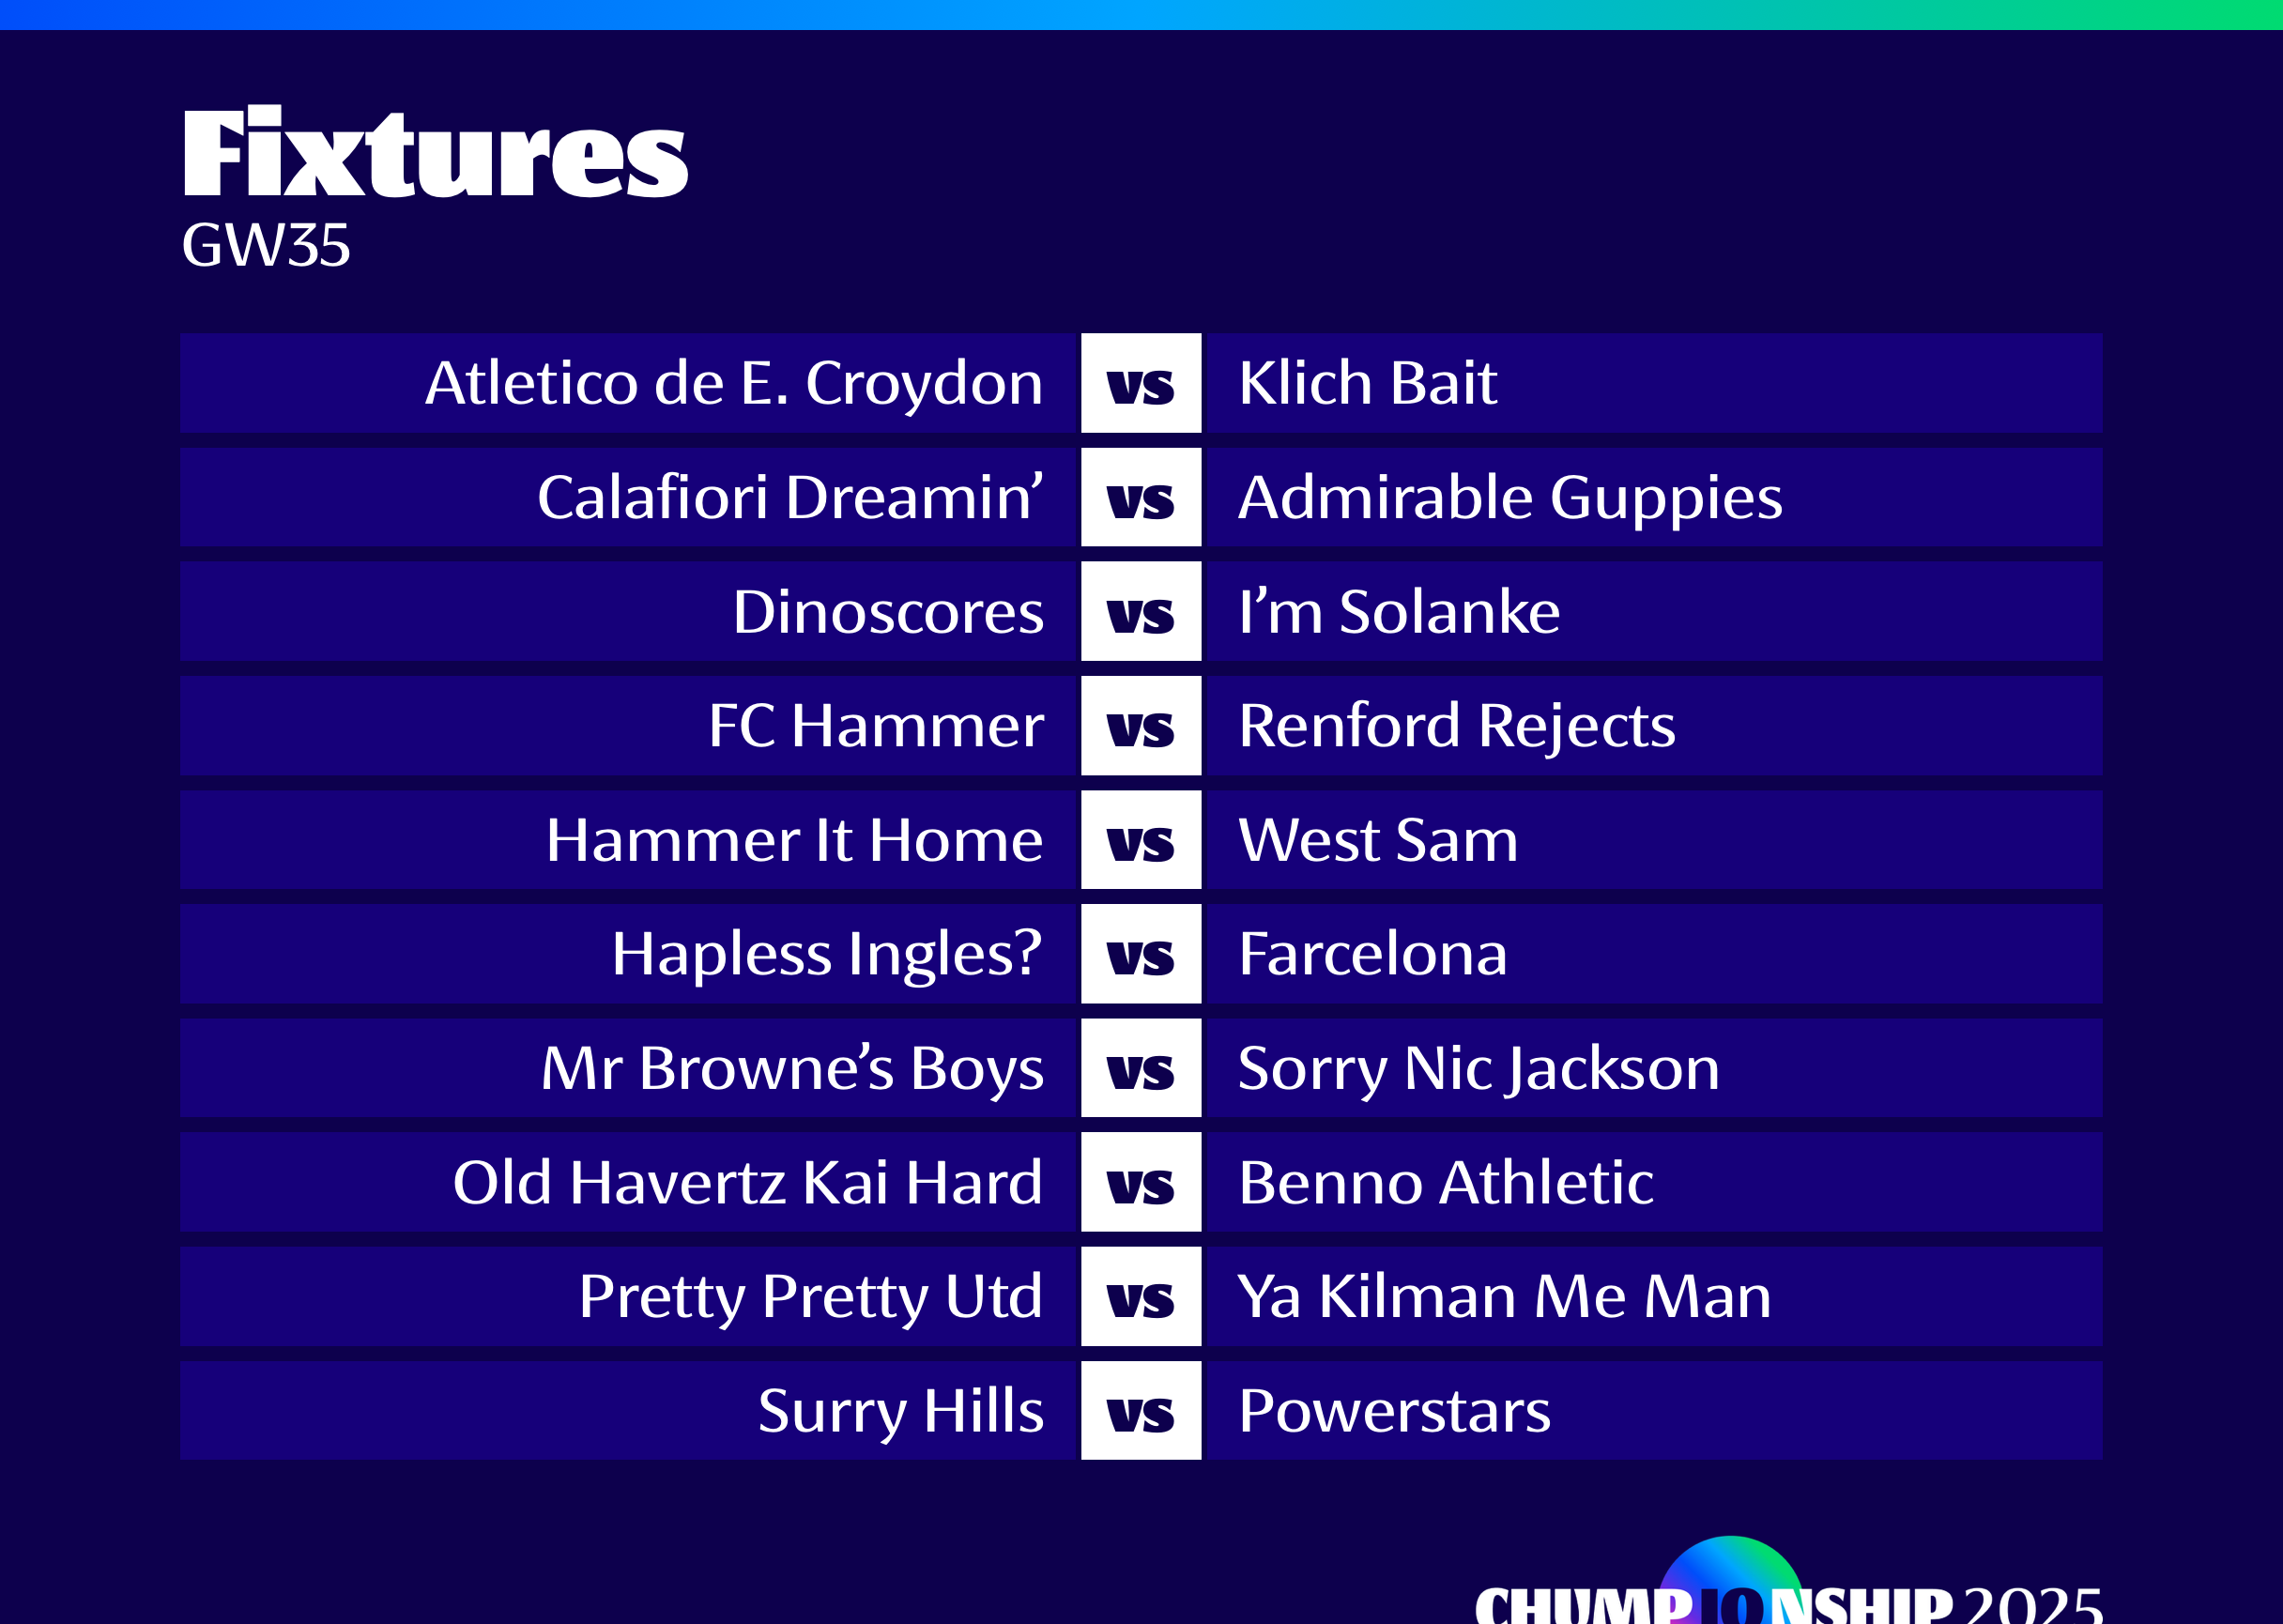 Fixtures
GW35
Atletico de E. Croydon vs Klich Bait
Calafiori Dreamin’ vs Admirable Guppies
Dinoscores vs I’m Solanke
FC Hammer vs Renford Rejects
Hammer It Home vs West Sam
Hapless Ingles? vs Farcelona
Mr Browne’s Boys vs Sorry Nic Jackson
Old Havertz Kai Hard vs Benno Athletic
Pretty Pretty Utd vs Ya Kilman Me Man
Surry Hills vs Powerstars
CHUMPIONSHIP 2025